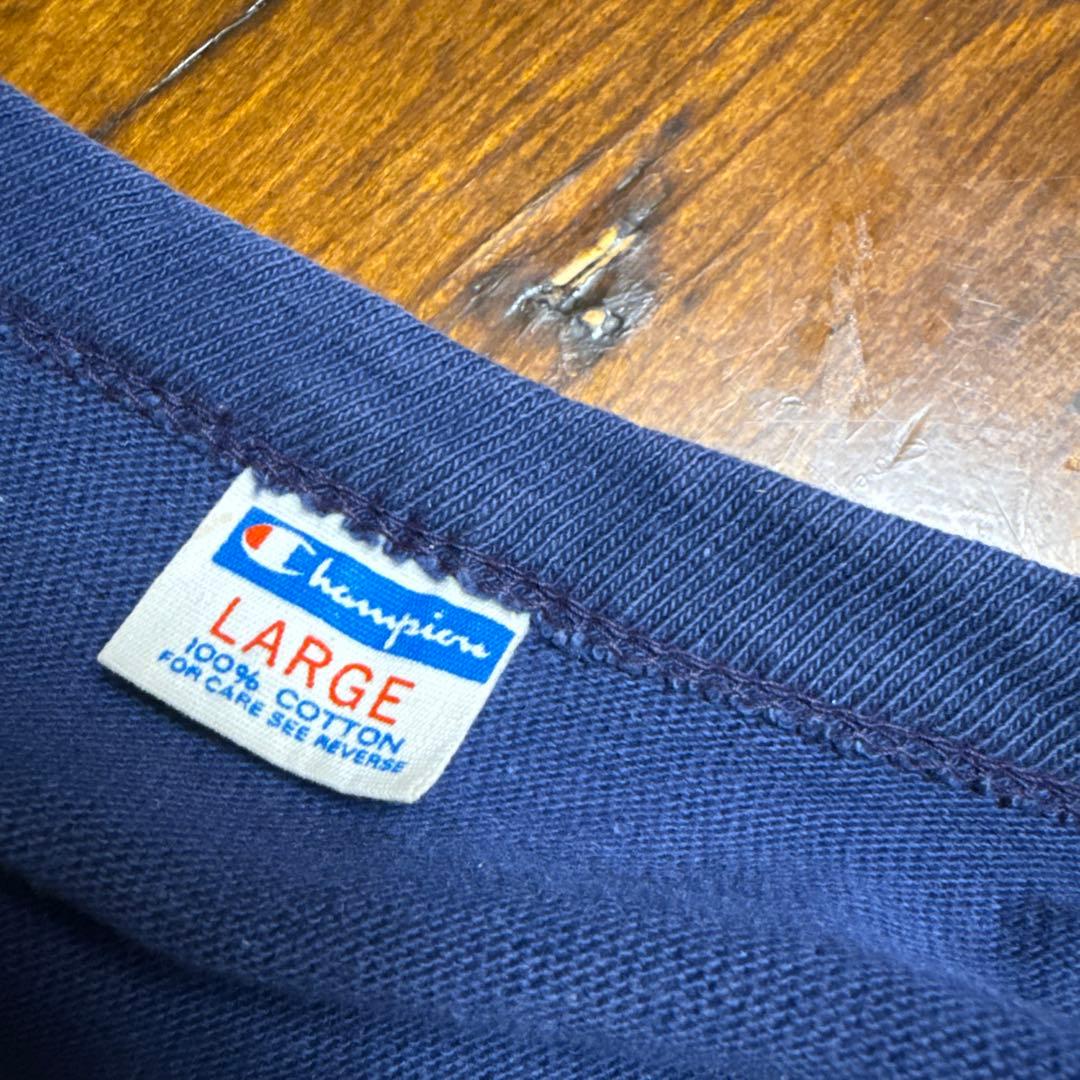 Champion
LARGE
100% COTTON
FOR CARE SEE REVERSE